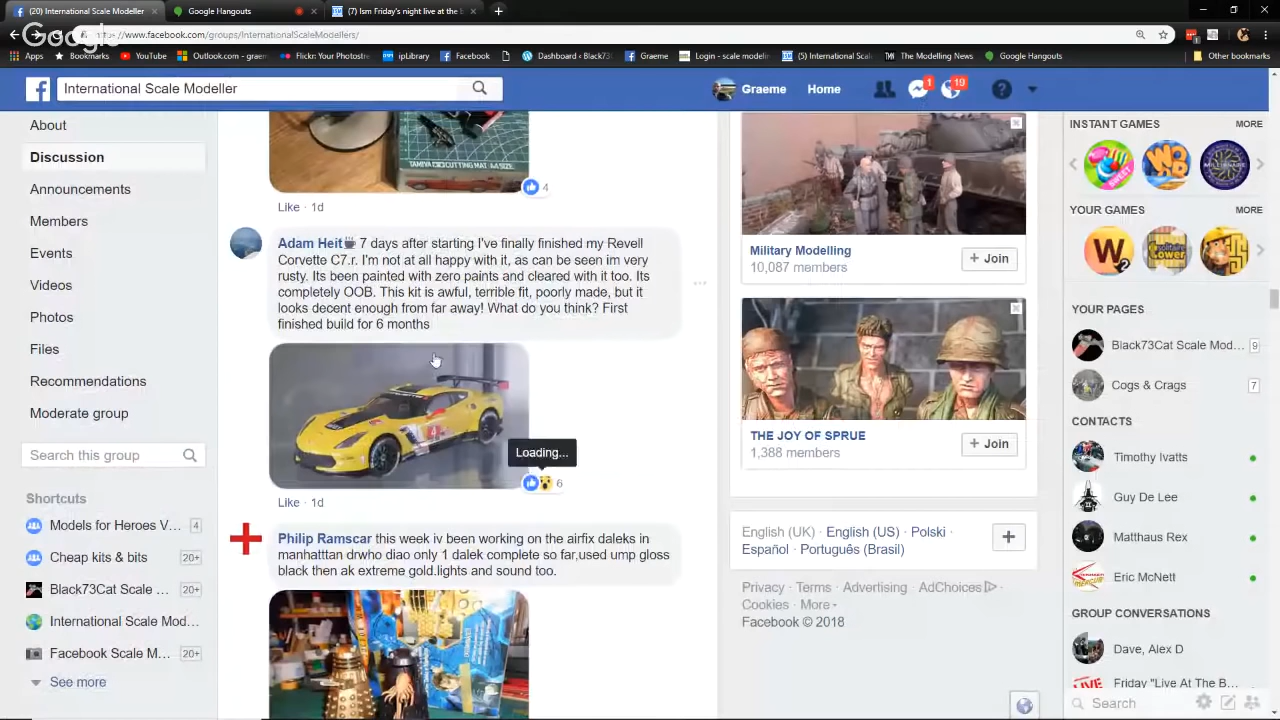 (20) International Scale Modeller
Google Hangouts
(7) Ism Friday's night live at the b
Google
https://www.facebook.com/groups/InternationalScaleModellers/
Apps
Bookmarks
YouTube
Outlook.com - graem
Flickr: Your Photostre
ipLibrary
Facebook
Dashboard ‹ Black73
Graeme
Login - scale modelin
(5) International Scale
The Modelling News
Google Hangouts
Other bookmarks
International Scale Modeller
Graeme
Home
1
19
About
Discussion
Announcements
Members
Events
Videos
Photos
Files
Recommendations
Moderate group
Search this group
Shortcuts
Models for Heroes V... 4
Cheap kits & bits 20+
Black73Cat Scale ... 20+
International Scale Mod...
Facebook Scale M... 20+
See more
TAMIYA CUTTING MAT
4
Like · 1d
Adam Heit 7 days after starting I've finally finished my Revell
Corvette C7.r. I'm not at all happy with it, as can be seen im very
rusty. Its been painted with zero paints and cleared with it too. Its
completely OOB. This kit is awful, terrible fit, poorly made, but it
looks decent enough from far away! What do you think? First
finished build for 6 months
Loading...
6
Like · 1d
Philip Ramscar this week iv been working on the airfix daleks in
manhatttan drwho diao only 1 dalek complete so far,used ump gloss
black then ak extreme gold.lights and sound too.
Military Modelling
10,087 members
+ Join
THE JOY OF SPRUE
1,388 members
+ Join
English (UK) · English (US) · Polski ·
Español · Português (Brasil)
Privacy · Terms · Advertising · AdChoices ·
Cookies · More
Facebook © 2018
INSTANT GAMES MORE
YOUR GAMES MORE
YOUR PAGES
Black73Cat Scale Mod... 9
Cogs & Crags 7
CONTACTS
Timothy Ivatts
Guy De Lee
Matthaus Rex
Eric McNett
GROUP CONVERSATIONS
Dave, Alex D
Friday "Live At The B...
Search